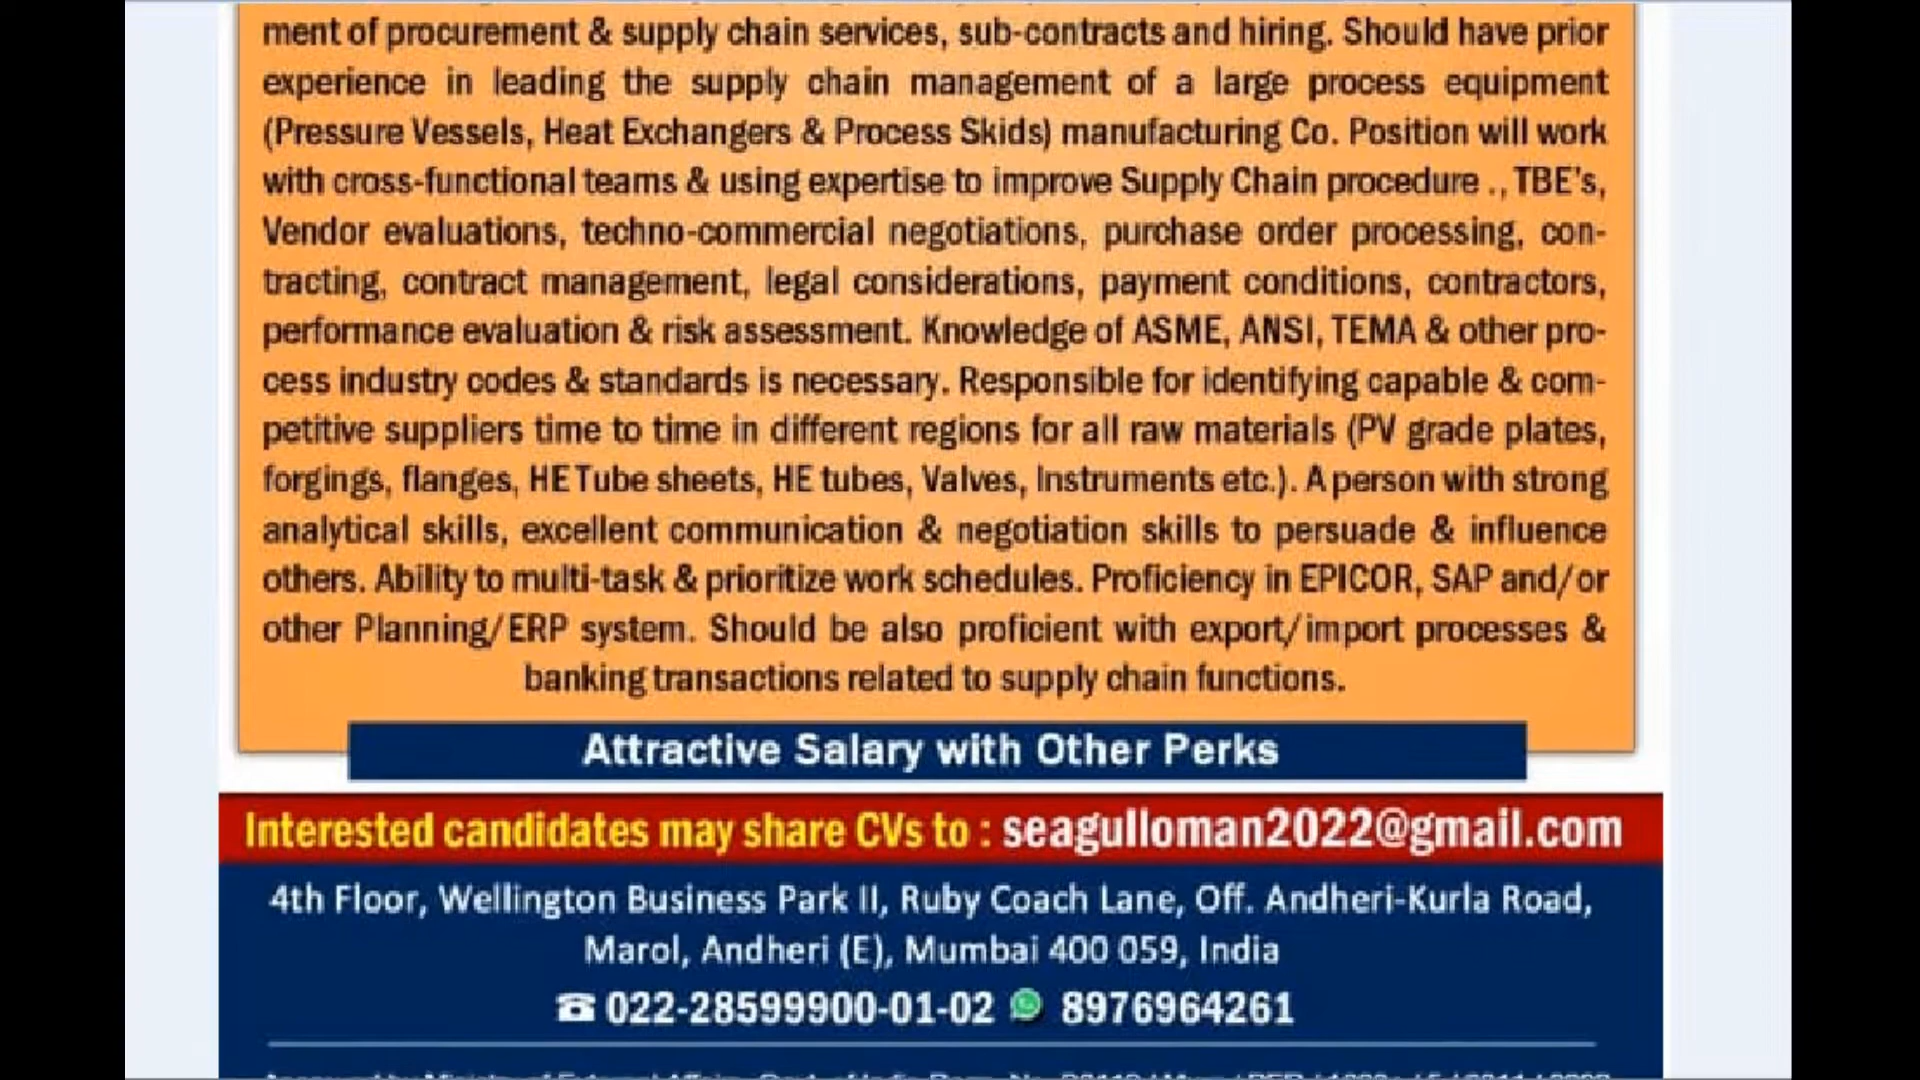 ment of procurement & supply chain services, sub-contracts and hiring. Should have prior
experience in leading the supply chain management of a large process equipment
(Pressure Vessels, Heat Exchangers & Process Skids) manufacturing Co. Position will work
with cross-functional teams & using expertise to improve Supply Chain procedure ., TBE's,
Vendor evaluations, techno-commercial negotiations, purchase order processing, con-
tracting, contract management, legal considerations, payment conditions, contractors,
performance evaluation & risk assessment. Knowledge of ASME, ANSI, TEMA & other pro-
cess industry codes & standards is necessary. Responsible for identifying capable & com-
petitive suppliers time to time in different regions for all raw materials (PV grade plates,
forgings, flanges, HE Tube sheets, HE tubes, Valves, Instruments etc.). A person with strong
analytical skills, excellent communication & negotiation skills to persuade & influence
others. Ability to multi-task & prioritize work schedules. Proficiency in EPICOR, SAP and/or
other Planning/ERP system. Should be also proficient with export/import processes &
banking transactions related to supply chain functions.
Attractive Salary with Other Perks
Interested candidates may share CVs to : seagulloman2022@gmail.com
4th Floor, Wellington Business Park II, Ruby Coach Lane, Off. Andheri-Kurla Road,
Marol, Andheri (E), Mumbai 400 059, India
022-28599900-01-02 8976964261